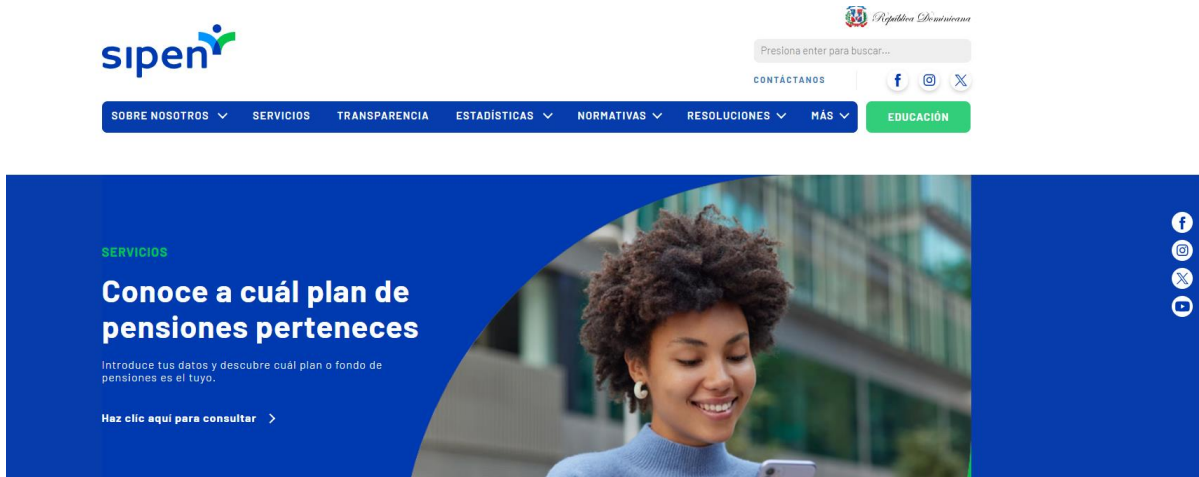 República Dominicana
sıpen
Presiona enter para buscar...
CONTÁCTANOS
SOBRE NOSOTROS SERVICIOS TRANSPARENCIA ESTADÍSTICAS NORMATIVAS RESOLUCIONES MÁS EDUCACIÓN
SERVICIOS
Conoce a cuál plan de
pensiones perteneces
Introduce tus datos y descubre cuál plan o fondo de
pensiones es el tuyo.
Haz clic aquí para consultar